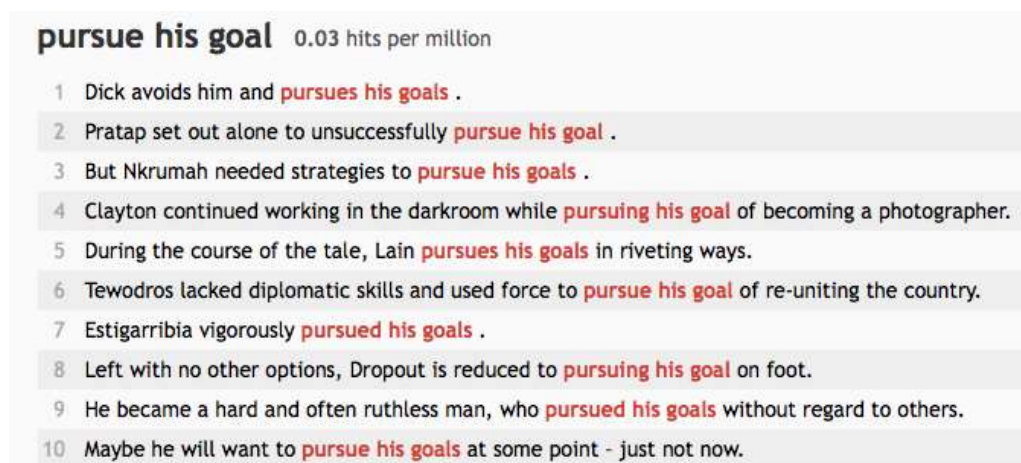 pursue his goal 0.03 hits per million
1 Dick avoids him and pursues his goals .
2 Pratap set out alone to unsuccessfully pursue his goal .
3 But Nkrumah needed strategies to pursue his goals .
4 Clayton continued working in the darkroom while pursuing his goal of becoming a photographer.
5 During the course of the tale, Lain pursues his goals in riveting ways.
6 Tewodros lacked diplomatic skills and used force to pursue his goal of re-uniting the country.
7 Estigarribia vigorously pursued his goals .
8 Left with no other options, Dropout is reduced to pursuing his goal on foot.
9 He became a hard and often ruthless man, who pursued his goals without regard to others.
10 Maybe he will want to pursue his goals at some point - just not now.